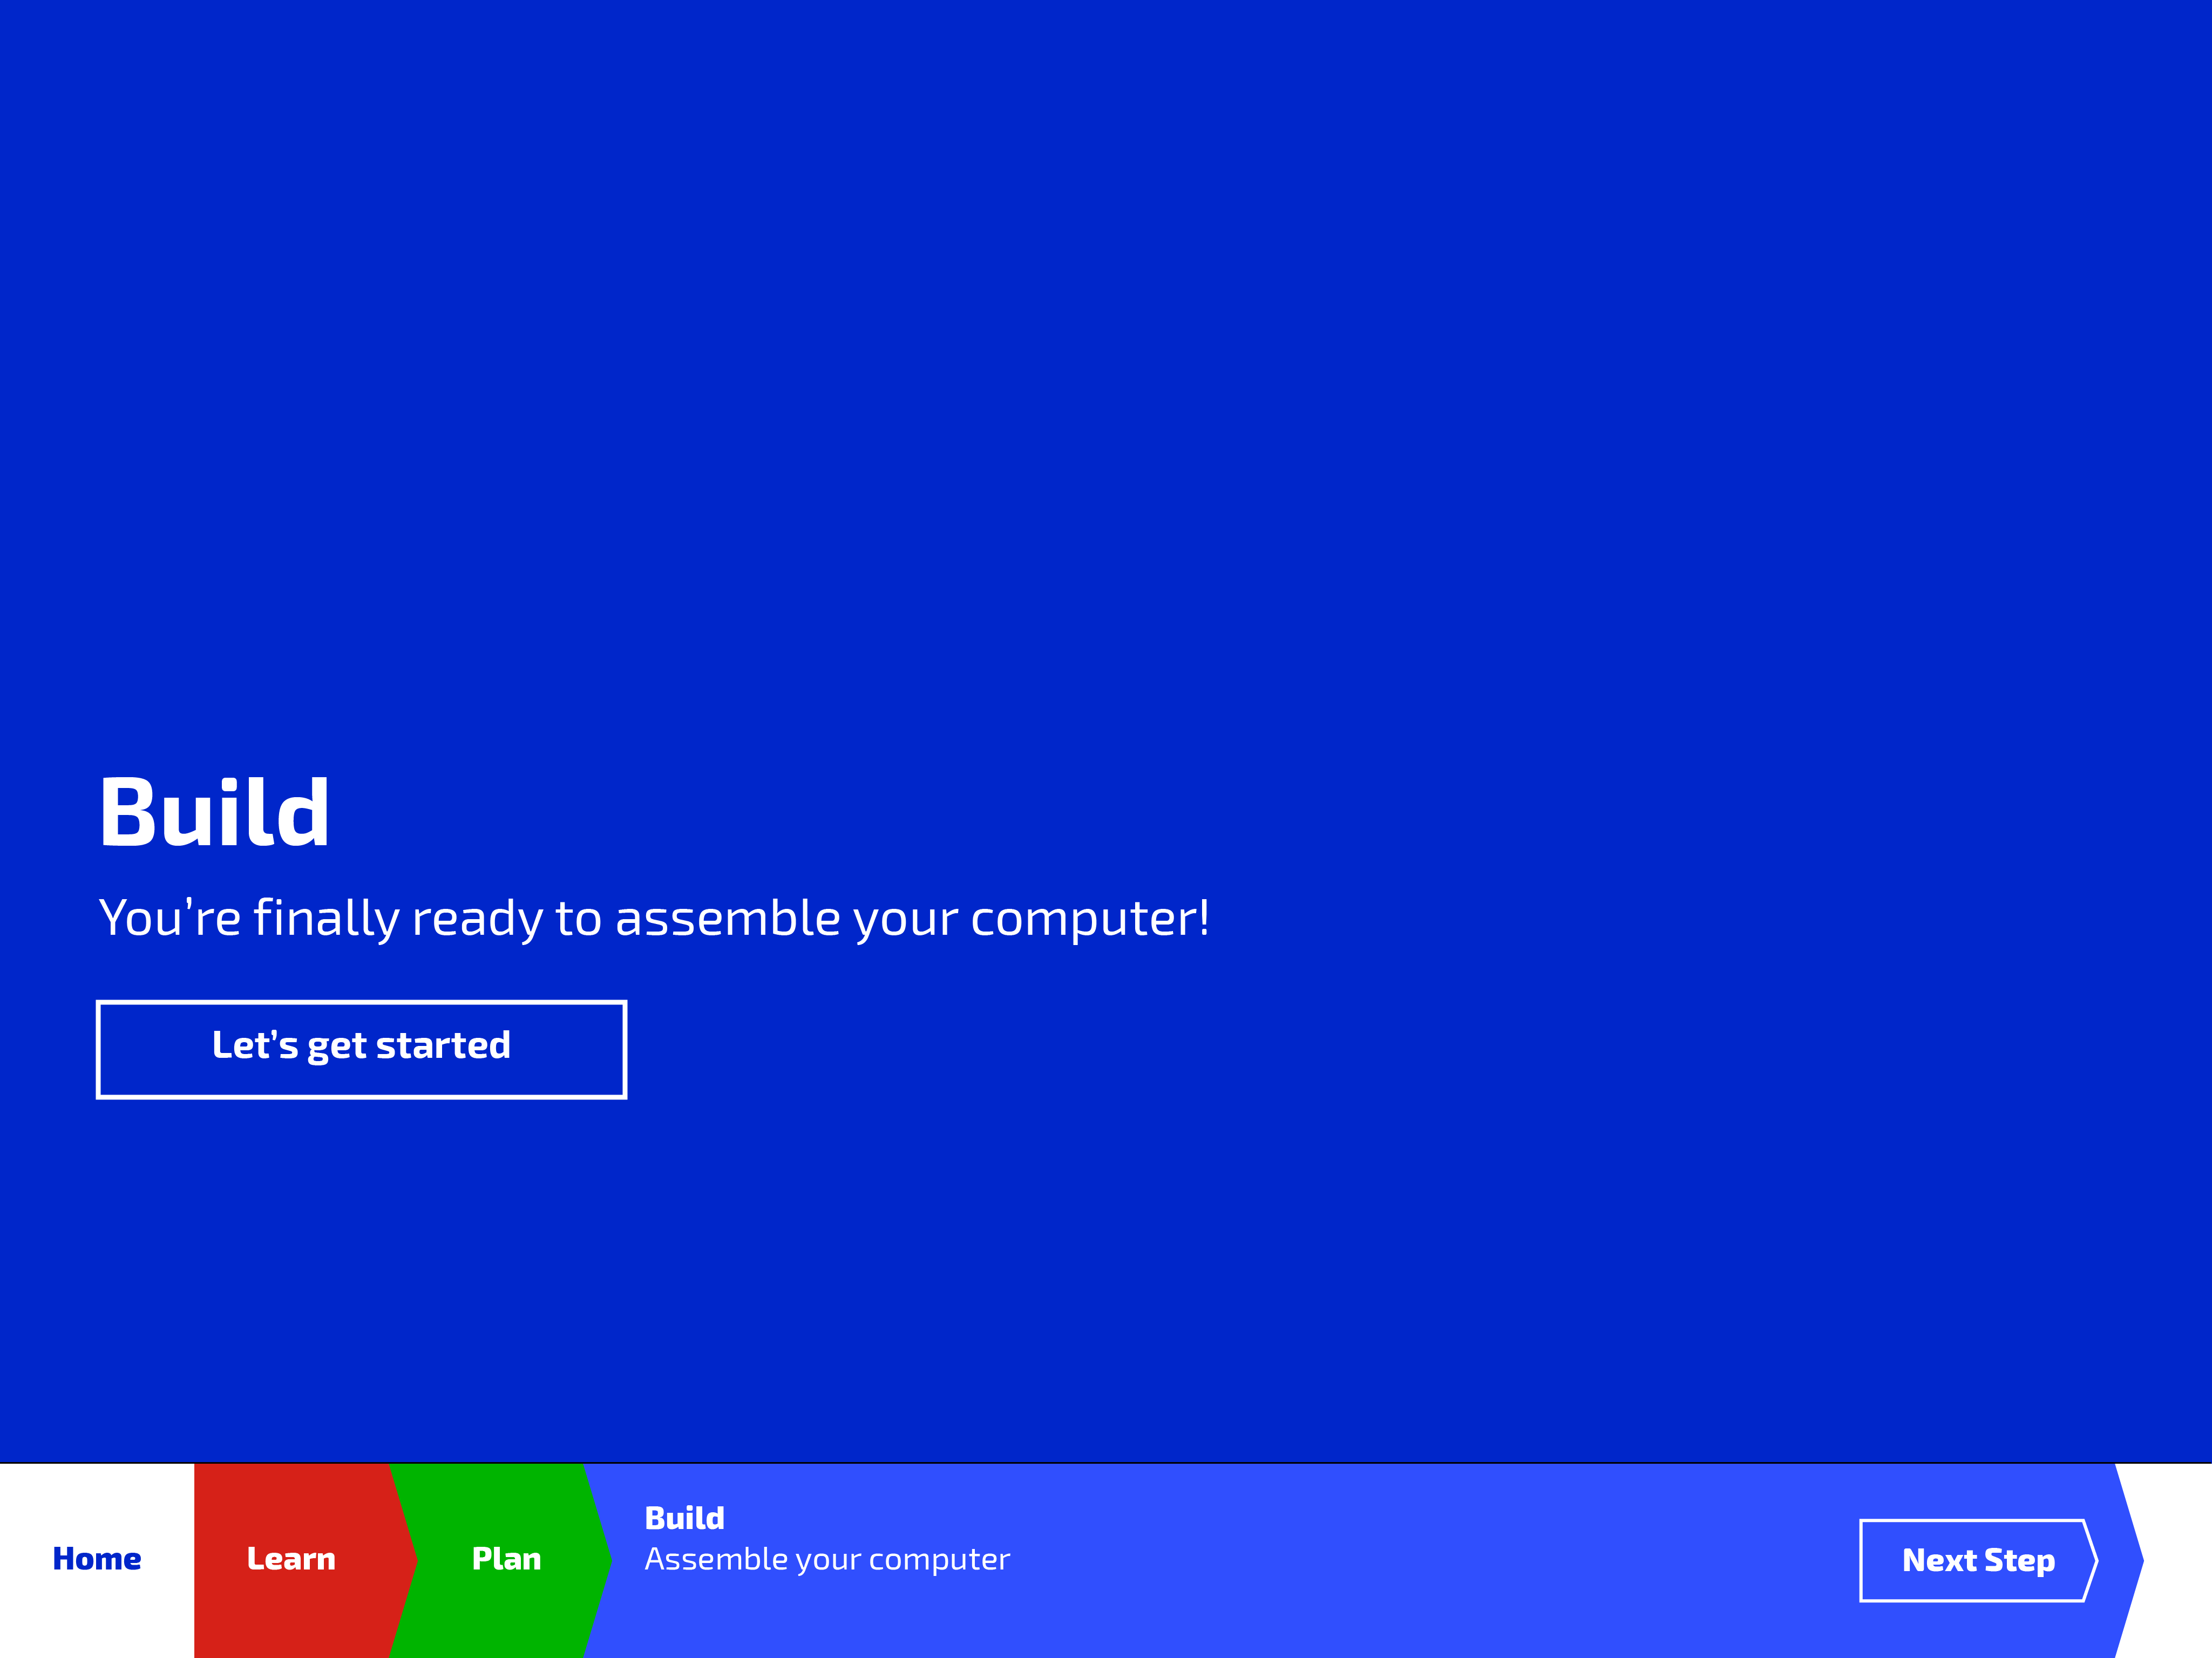 Build
You’re finally ready to assemble your computer!
Let’s get started
Home
Learn
Plan
Build
Assemble your computer
Next Step